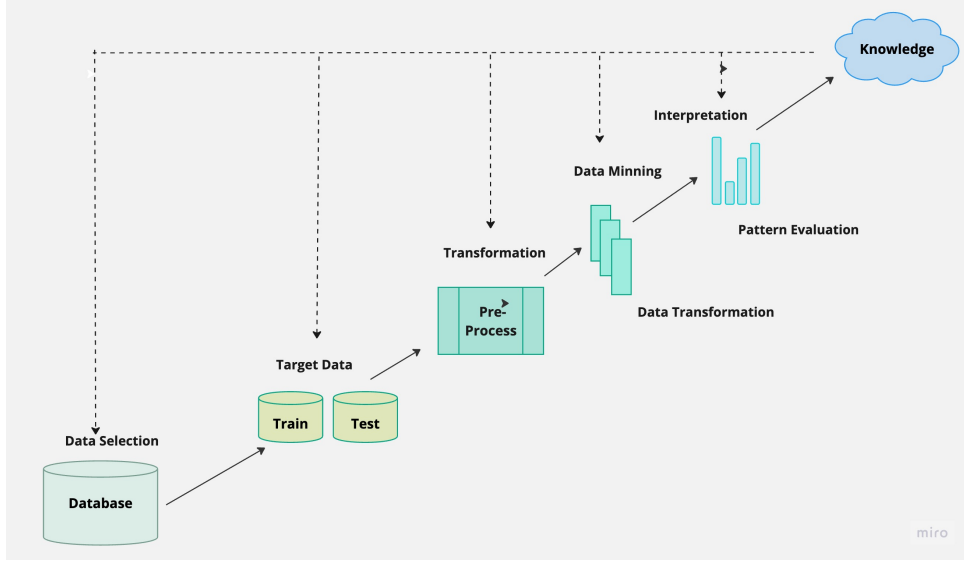 Knowledge
Interpretation
Data Minning
Pattern Evaluation
Transformation
Pre-
Process
Data Transformation
Target Data
Train
Test
Data Selection
Database
miro